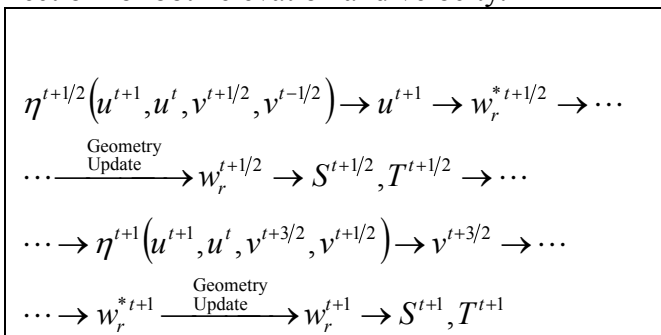 η^{t+1/2}(u^{t+1}, u^t, v^{t+1/2}, v^{t-1/2}) → u^{t+1} → w_r^{* t+1/2} → ⋯
⋯ —Geometry Update→ w_r^{t+1/2} → S^{t+1/2}, T^{t+1/2} → ⋯
⋯ → η^{t+1}(u^{t+1}, u^t, v^{t+3/2}, v^{t+1/2}) → v^{t+3/2} → ⋯
⋯ → w_r^{* t+1} —Geometry Update→ w_r^{t+1} → S^{t+1}, T^{t+1}